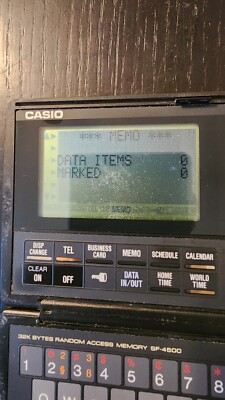 CASIO
*** MEMO ***
DATA ITEMS 0
MARKED 0
MEMO
DISP CHANGE TEL BUSINESS CARD MEMO SCHEDULE CALENDAR
CLEAR ON OFF DATA IN/OUT HOME TIME WORLD TIME
32K BYTES RANDOM ACCESS MEMORY SF-4500
1 2 3 4 5 6 7 8
Q W